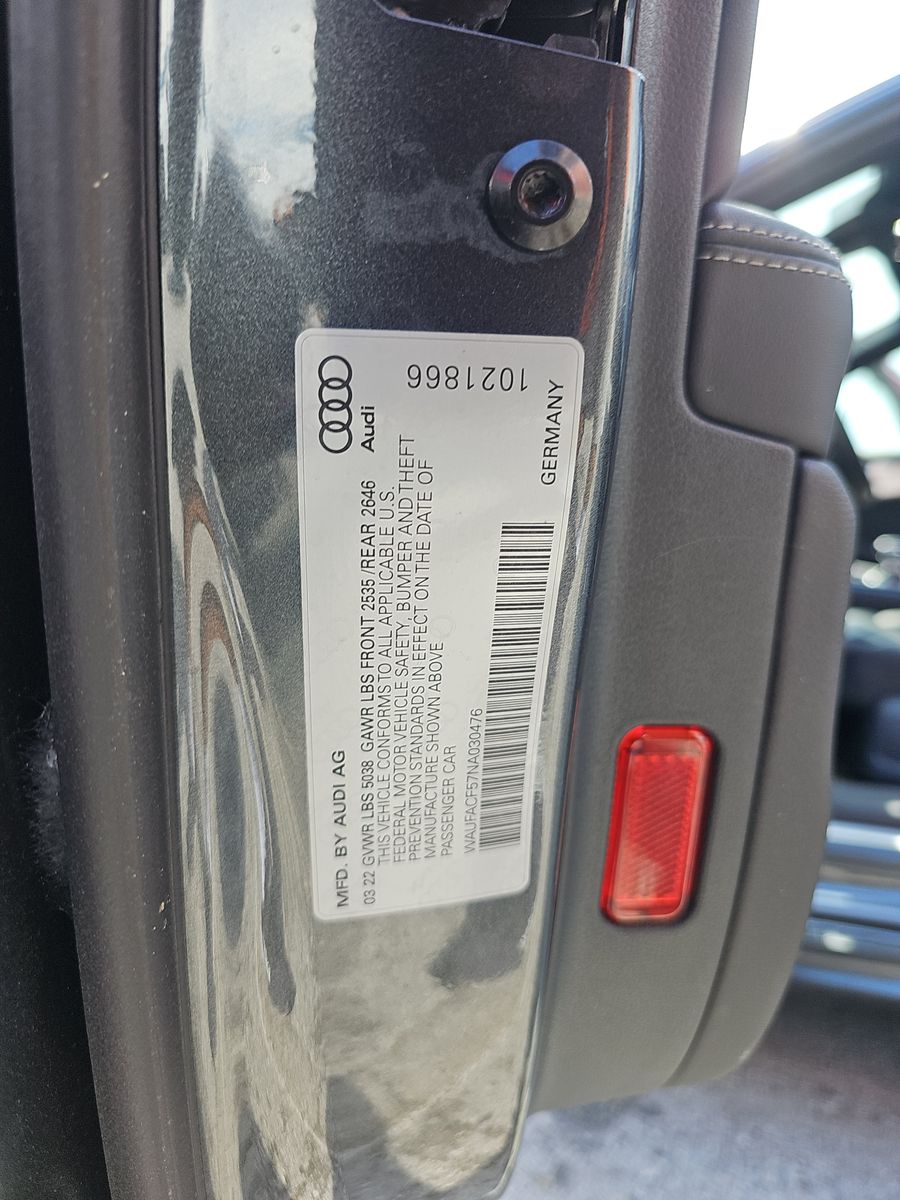 MFD. BY AUDI AG
03 22 GVWR LBS 5038 GAWR LBS FRONT 2535 /REAR 2646
THIS VEHICLE CONFORMS TO ALL APPLICABLE U.S.
FEDERAL MOTOR VEHICLE SAFETY, BUMPER AND THEFT
PREVENTION STANDARDS IN EFFECT ON THE DATE OF
MANUFACTURE SHOWN ABOVE
PASSENGER CAR
WAUFACF57NA030476
Audi
1021866
GERMANY